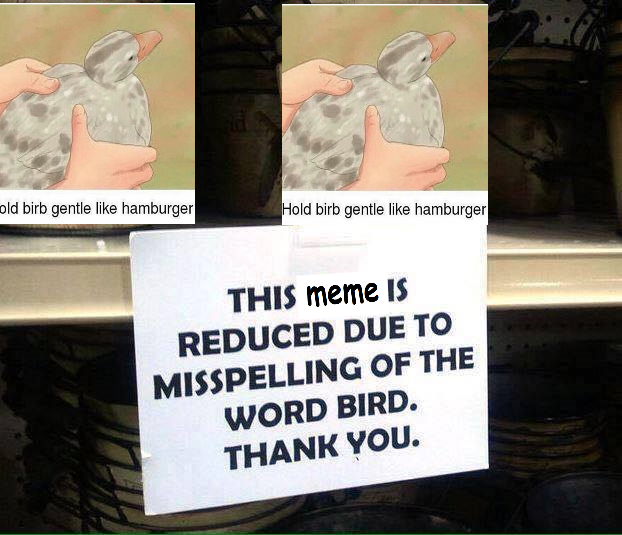 old birb gentle like hamburger
Hold birb gentle like hamburger
THIS meme IS
REDUCED DUE TO
MISSPELLING OF THE
WORD BIRD.
THANK YOU.